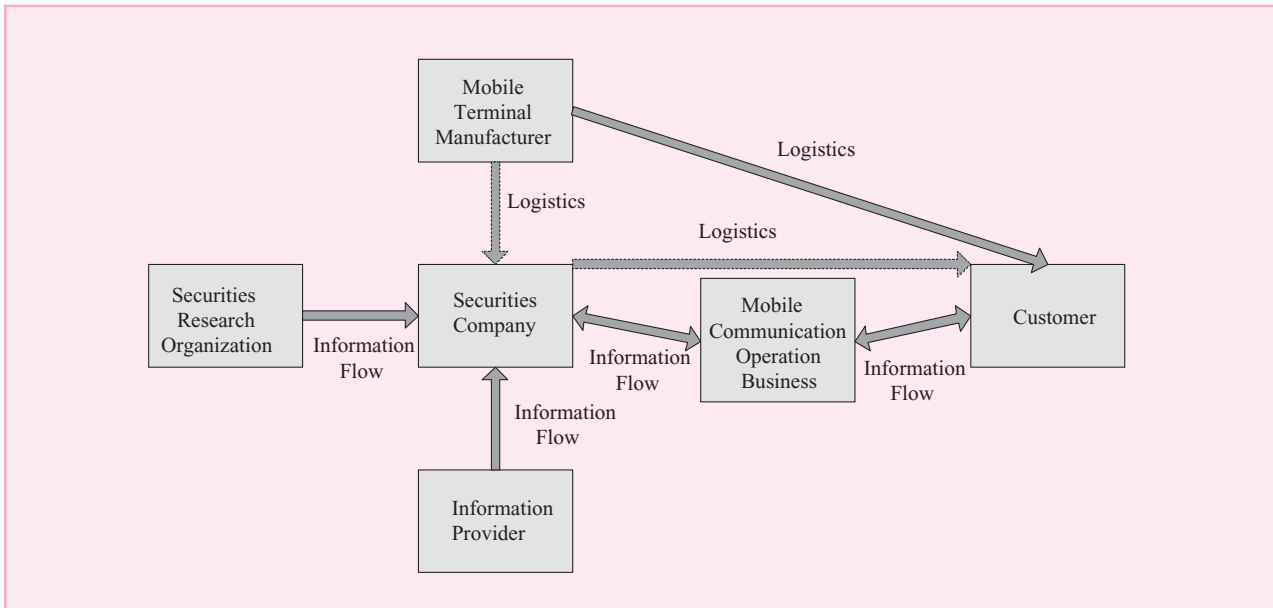 Mobile
Terminal
Manufacturer
Logistics
Logistics
Logistics
Securities
Research
Organization
Information
Flow
Securities
Company
Information
Flow
Mobile
Communication
Operation
Business
Information
Flow
Customer
Information
Flow
Information
Provider